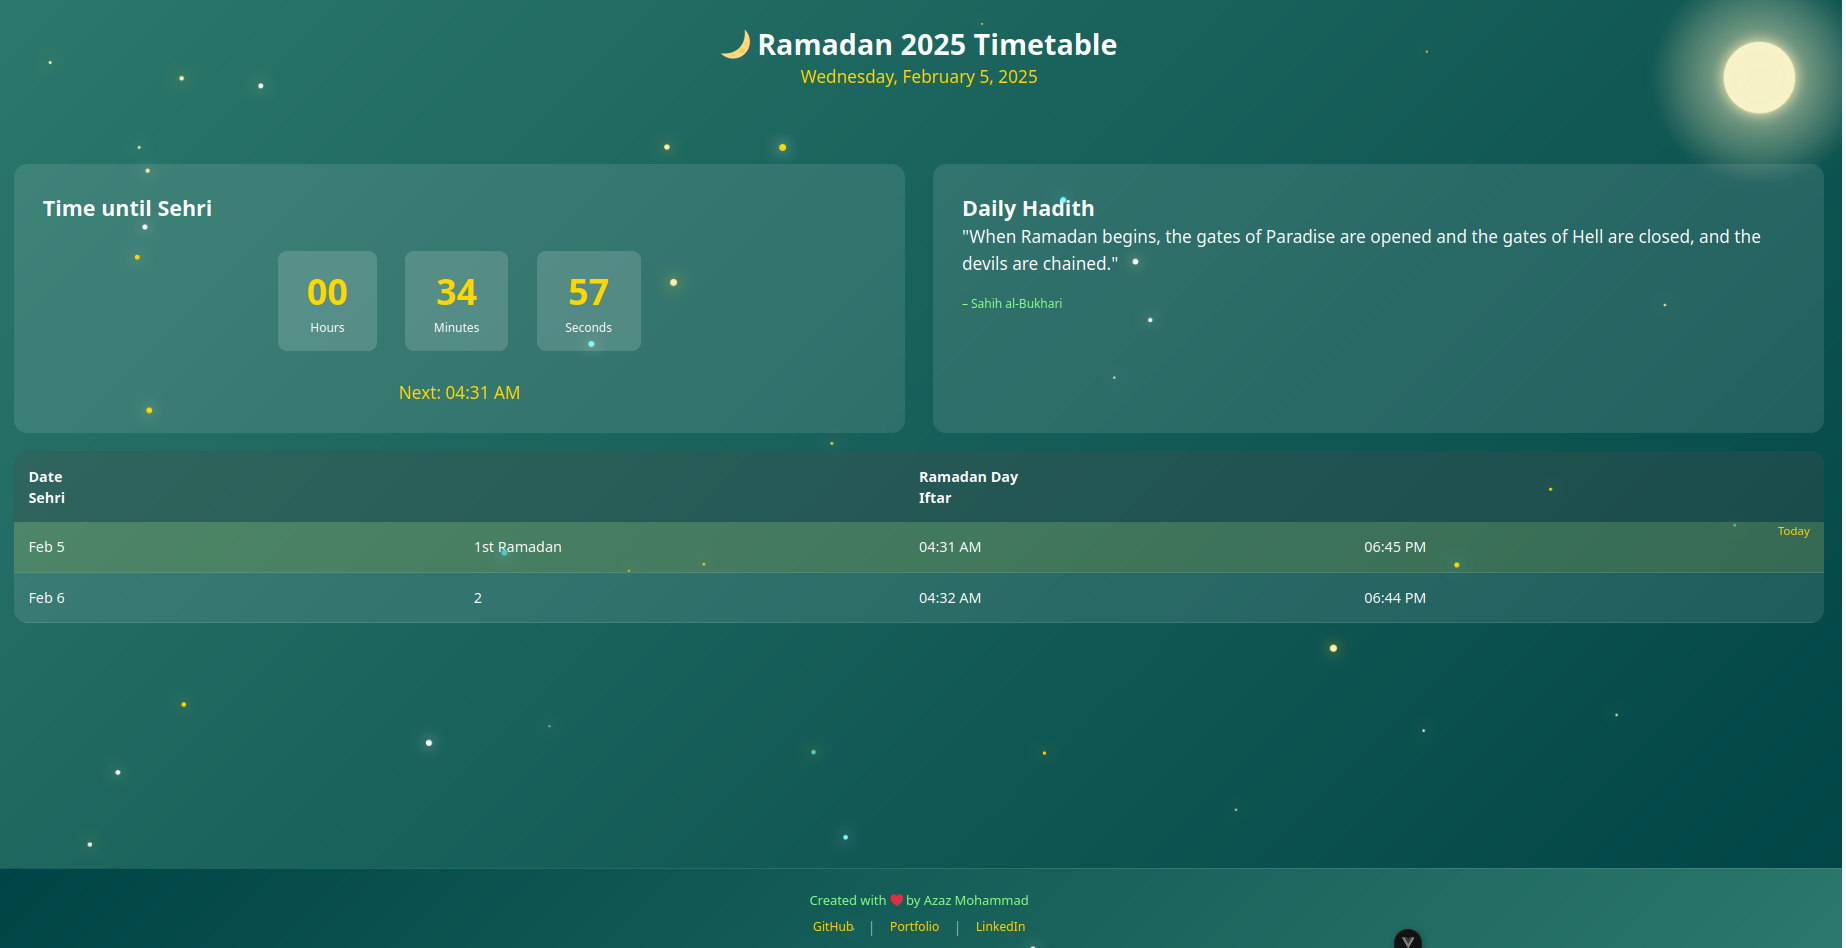 🌙 Ramadan 2025 Timetable
Wednesday, February 5, 2025
Time until Sehri
00 34 57
Hours Minutes Seconds
Next: 04:31 AM
Daily Hadith
"When Ramadan begins, the gates of Paradise are opened and the gates of Hell are closed, and the
devils are chained."
– Sahih al-Bukhari
Date Ramadan Day
Sehri Iftar
Today
Feb 5 1st Ramadan 04:31 AM 06:45 PM
Feb 6 2 04:32 AM 06:44 PM
Created with ❤️ by Azaz Mohammad
GitHub | Portfolio | LinkedIn